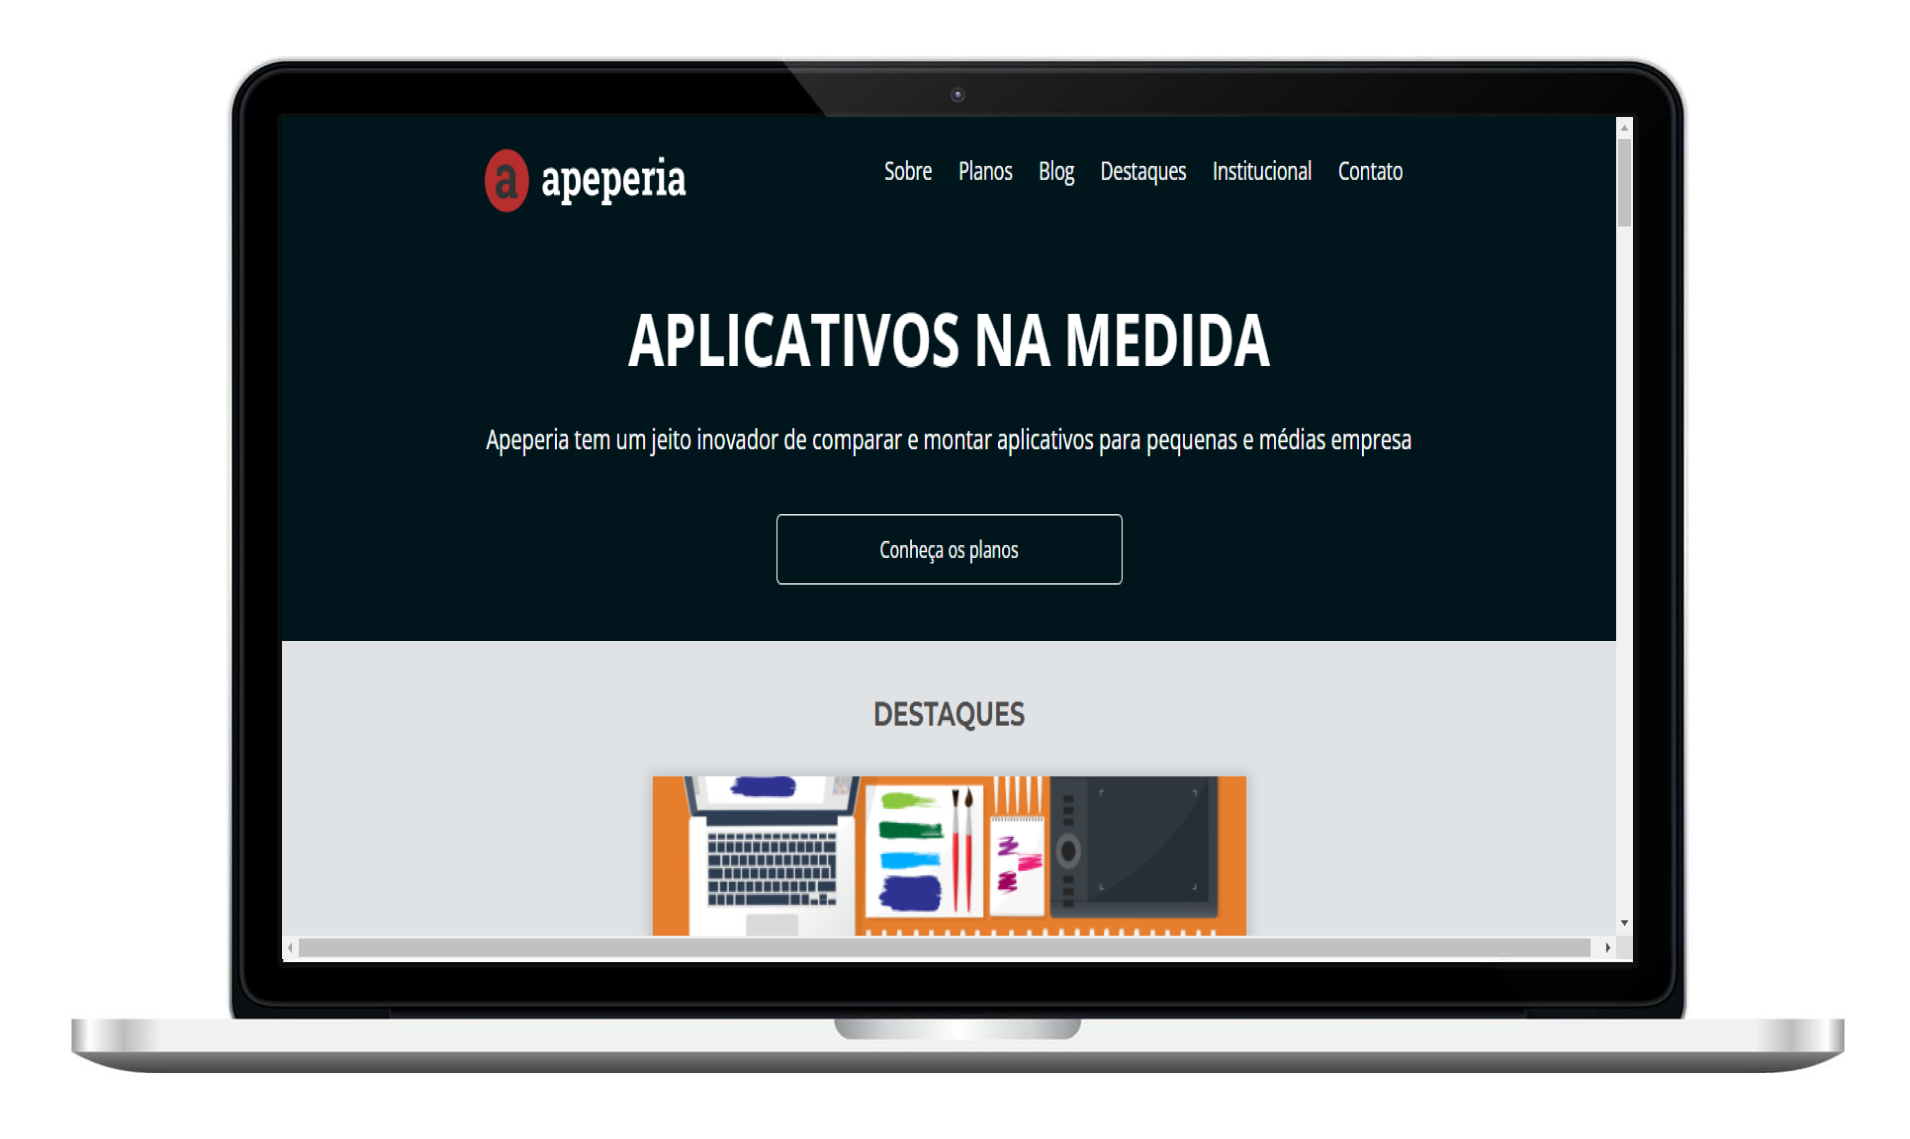 a apeperia
Sobre Planos Blog Destaques Institucional Contato
APLICATIVOS NA MEDIDA
Apeperia tem um jeito inovador de comparar e montar aplicativos para pequenas e médias empresa
Conheça os planos
DESTAQUES